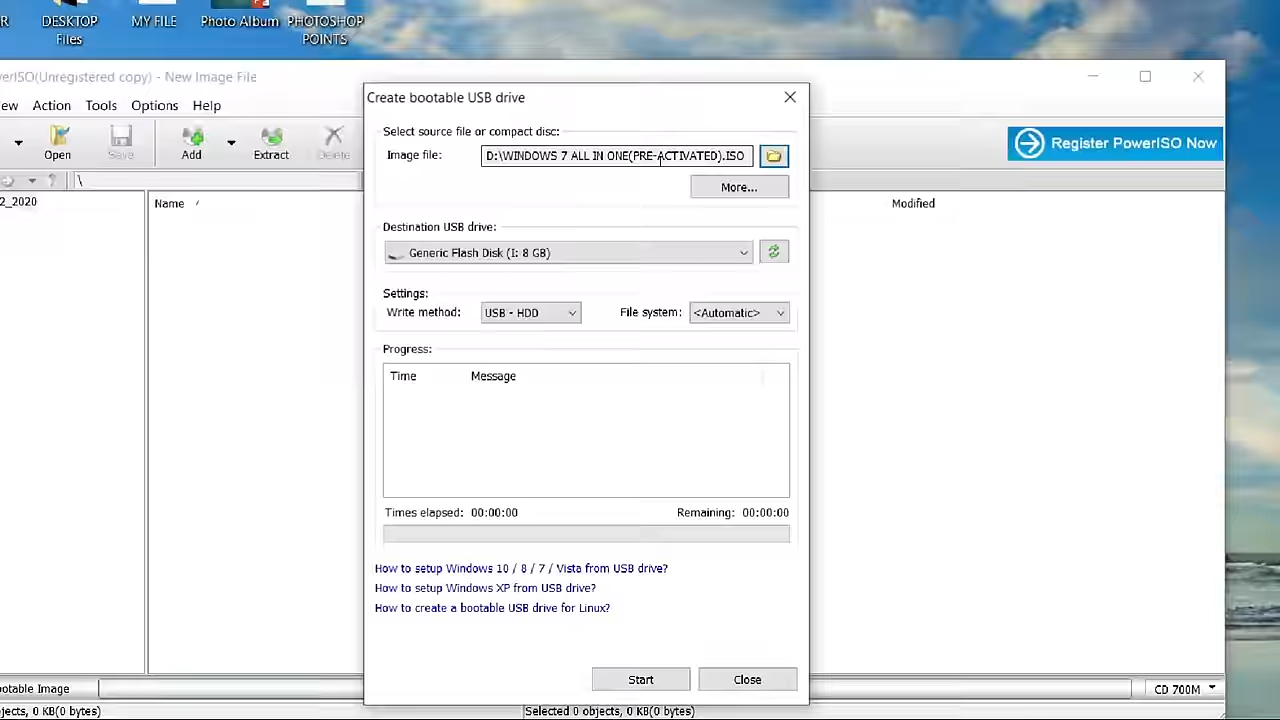 R
DESKTOP Files
MY FILE
Photo Album
PHOTOSHOP POINTS
werISO(Unregistered copy) - New Image File
ew Action Tools Options Help
Open
Save
Add
Extract
Delete
Register PowerISO Now
\
2_2020
Name
Modified
Create bootable USB drive
Select source file or compact disc:
Image file: D:\WINDOWS 7 ALL IN ONE(PRE-ACTIVATED).ISO
More...
Destination USB drive:
Generic Flash Disk (I: 8 GB)
Settings:
Write method: USB - HDD File system: <Automatic>
Progress:
Time Message
Times elapsed: 00:00:00 Remaining: 00:00:00
How to setup Windows 10 / 8 / 7 / Vista from USB drive?
How to setup Windows XP from USB drive?
How to create a bootable USB drive for Linux?
Start Close
otable Image
CD 700M
jects, 0 KB(0 bytes)
Selected 0 objects, 0 KB(0 bytes)